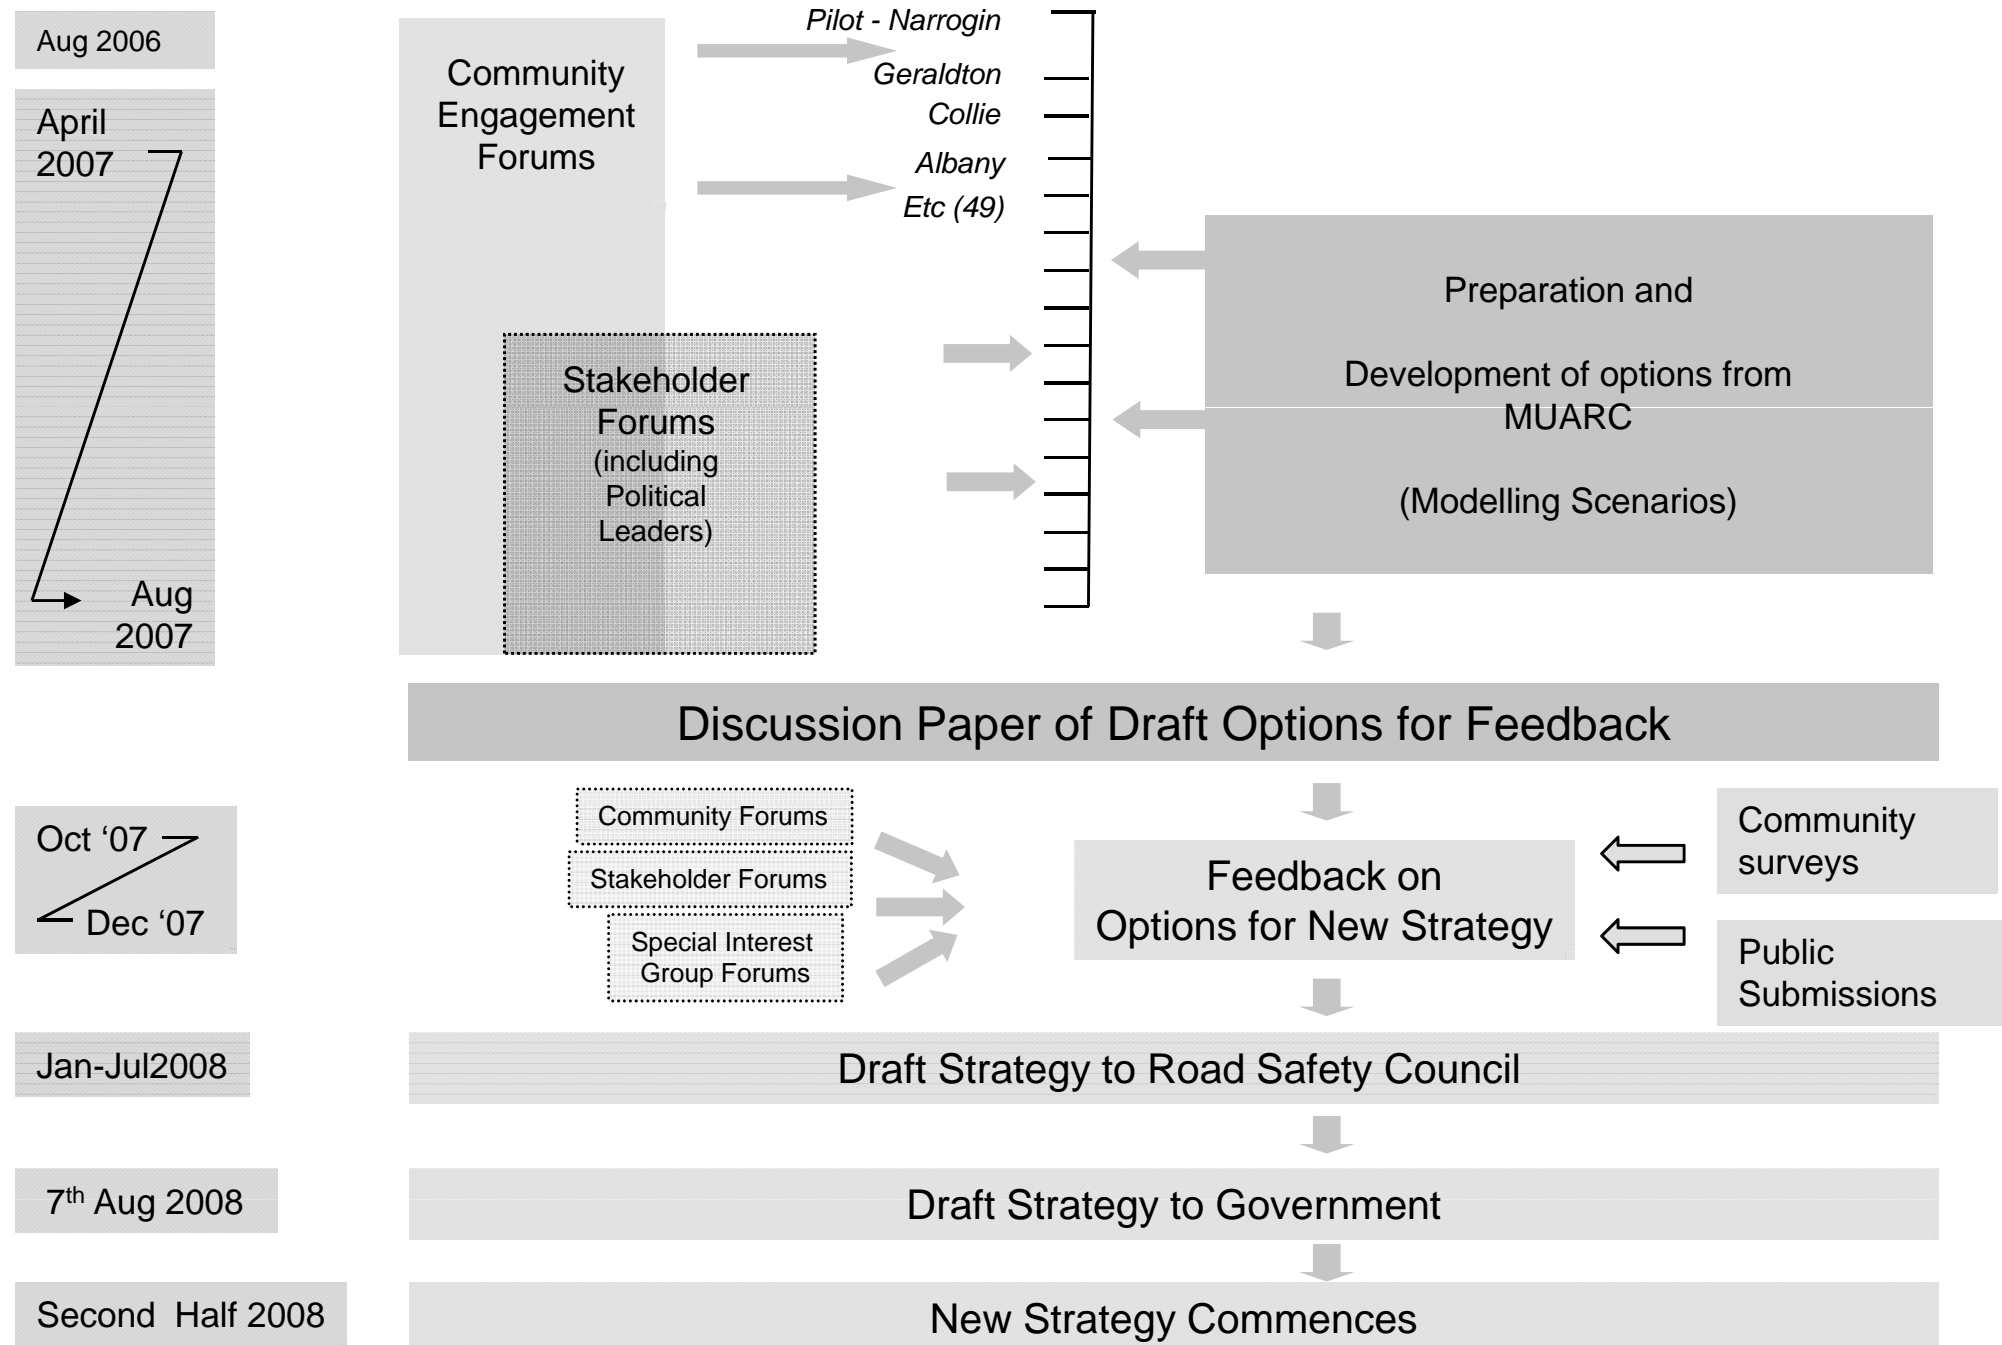 Aug 2006
April
2007
Aug
2007
Community
Engagement
Forums
Pilot - Narrogin
Geraldton
Collie
Albany
Etc (49)
Stakeholder
Forums
(including
Political
Leaders)
Preparation and
Development of options from
MUARC
(Modelling Scenarios)
Discussion Paper of Draft Options for Feedback
Oct ‘07
Dec ‘07
Community Forums
Stakeholder Forums
Special Interest
Group Forums
Feedback on
Options for New Strategy
Community
surveys
Public
Submissions
Jan-Jul2008
Draft Strategy to Road Safety Council
7th Aug 2008
Draft Strategy to Government
Second Half 2008
New Strategy Commences